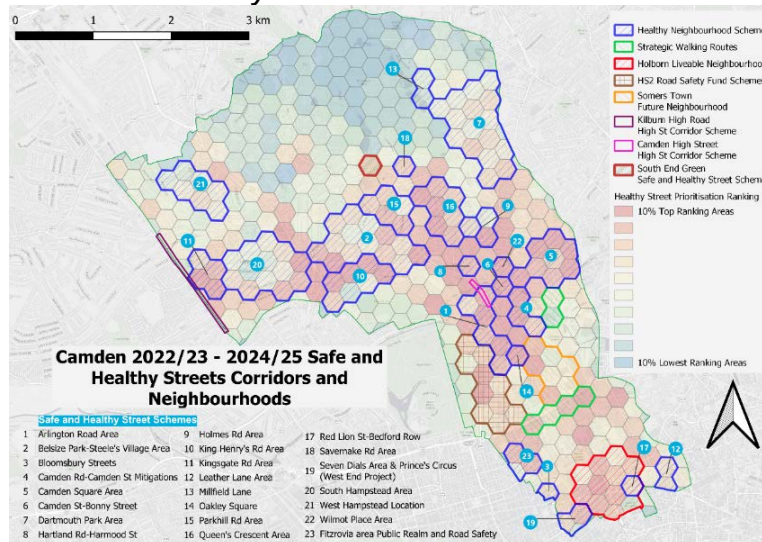 0 1 2 3 km
Healthy Neighbourhood Scheme
Strategic Walking Routes
Holborn Liveable Neighbourhood
HS2 Road Safety Fund Scheme
Somers Town
Future Neighbourhood
Kilburn High Road
High St Corridor Scheme
Camden High Street
High St Corridor Scheme
South End Green
Safe and Healthy Street Scheme
Healthy Street Prioritisation Ranking
10% Top Ranking Areas
10% Lowest Ranking Areas
13
7
18
21
15
16
9
2
22
11
5
20
8
6
10
4
1
14
17
12
23
3
19
Camden 2022/23 - 2024/25 Safe and
Healthy Streets Corridors and
Neighbourhoods
Safe and Healthy Street Schemes
1 Arlington Road Area
2 Belsize Park-Steele's Village Area
3 Bloomsbury Streets
4 Camden Rd-Camden St Mitigations
5 Camden Square Area
6 Camden St-Bonny Street
7 Dartmouth Park Area
8 Hartland Rd-Harmood St
9 Holmes Rd Area
10 King Henry's Rd Area
11 Kingsgate Rd Area
12 Leather Lane Area
13 Millfield Lane
14 Oakley Square
15 Parkhill Rd Area
16 Queen's Crescent Area
17 Red Lion St-Bedford Row
18 Savernake Rd Area
19 Seven Dials Area & Prince's Circus
(West End Project)
20 South Hampstead Area
21 West Hampstead Location
22 Wilmot Place Area
23 Fitzrovia area Public Realm and Road Safety